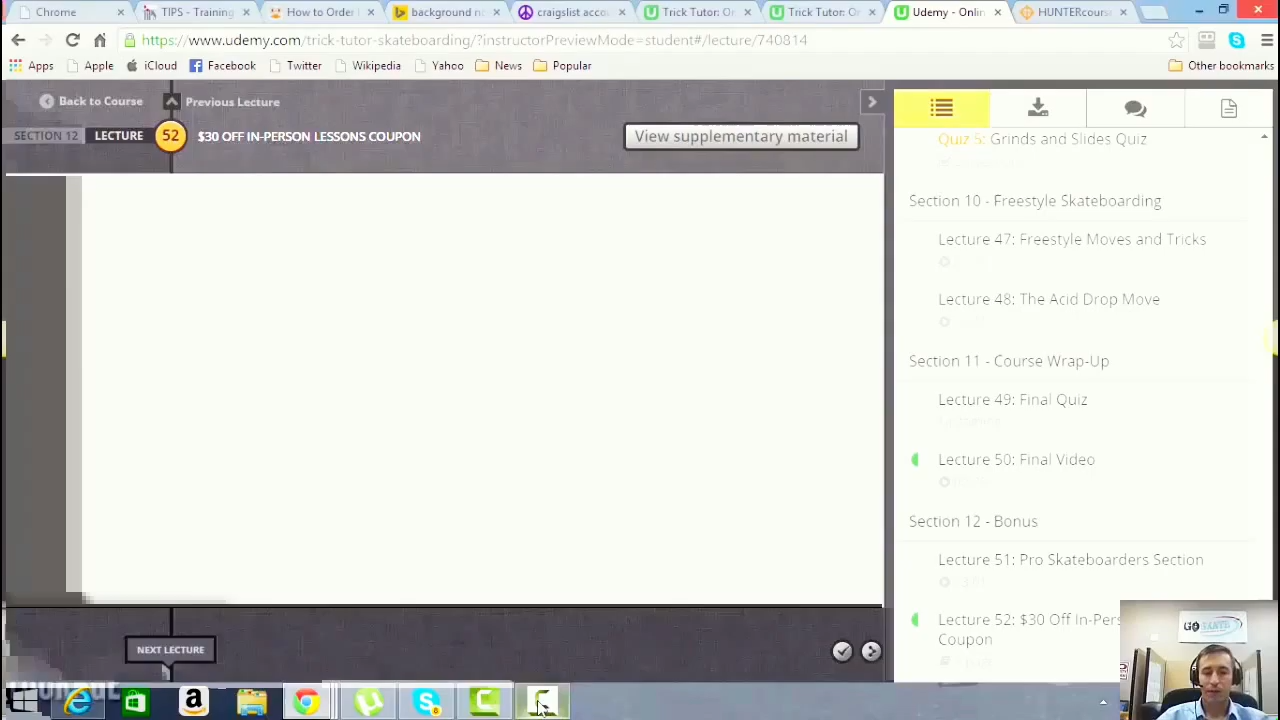 Chrome
TIPS - Training
How to Order
background n
craigslist acco
Trick Tutor: Or
Trick Tutor: Or
Udemy - Onlin
HUNTERcours
https://www.udemy.com/trick-tutor-skateboarding/?instructorPreviewMode=student#/lecture/740814
Apps
Apple
iCloud
Facebook
Twitter
Wikipedia
Yahoo
News
Popular
Other bookmarks
Back to Course
Previous Lecture
SECTION 12
LECTURE
52
$30 OFF IN-PERSON LESSONS COUPON
View supplementary material
Quiz 5: Grinds and Slides Quiz
Section 10 - Freestyle Skateboarding
Lecture 47: Freestyle Moves and Tricks
Lecture 48: The Acid Drop Move
Section 11 - Course Wrap-Up
Lecture 49: Final Quiz
Lecture 50: Final Video
Section 12 - Bonus
Lecture 51: Pro Skateboarders Section
Lecture 52: $30 Off In-Pers
Coupon
NEXT LECTURE